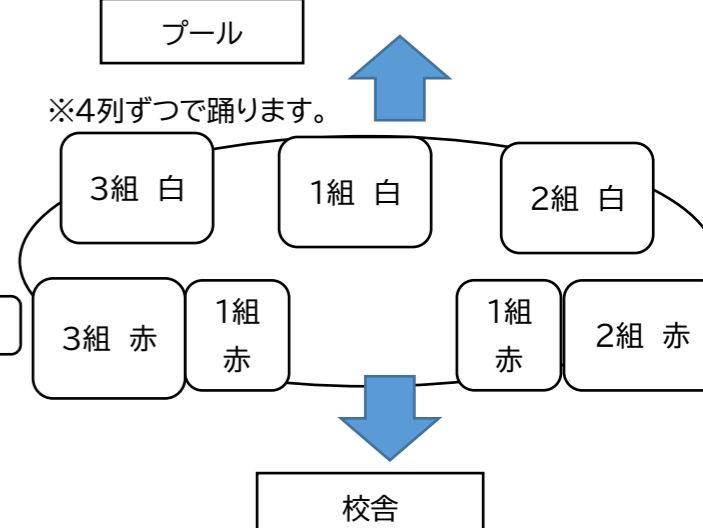 プール
※4列ずつで踊ります。
3組 白
1組 白
2組 白
3組 赤
1組
赤
1組
赤
2組 赤
校舎